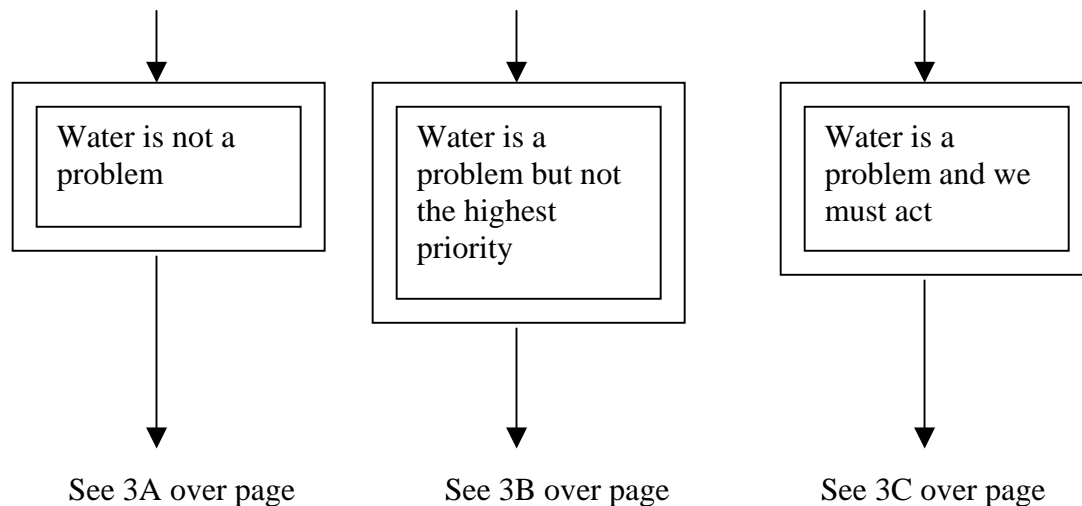 Water is not a
problem
Water is a
problem but not
the highest
priority
Water is a
problem and we
must act
See 3A over page
See 3B over page
See 3C over page